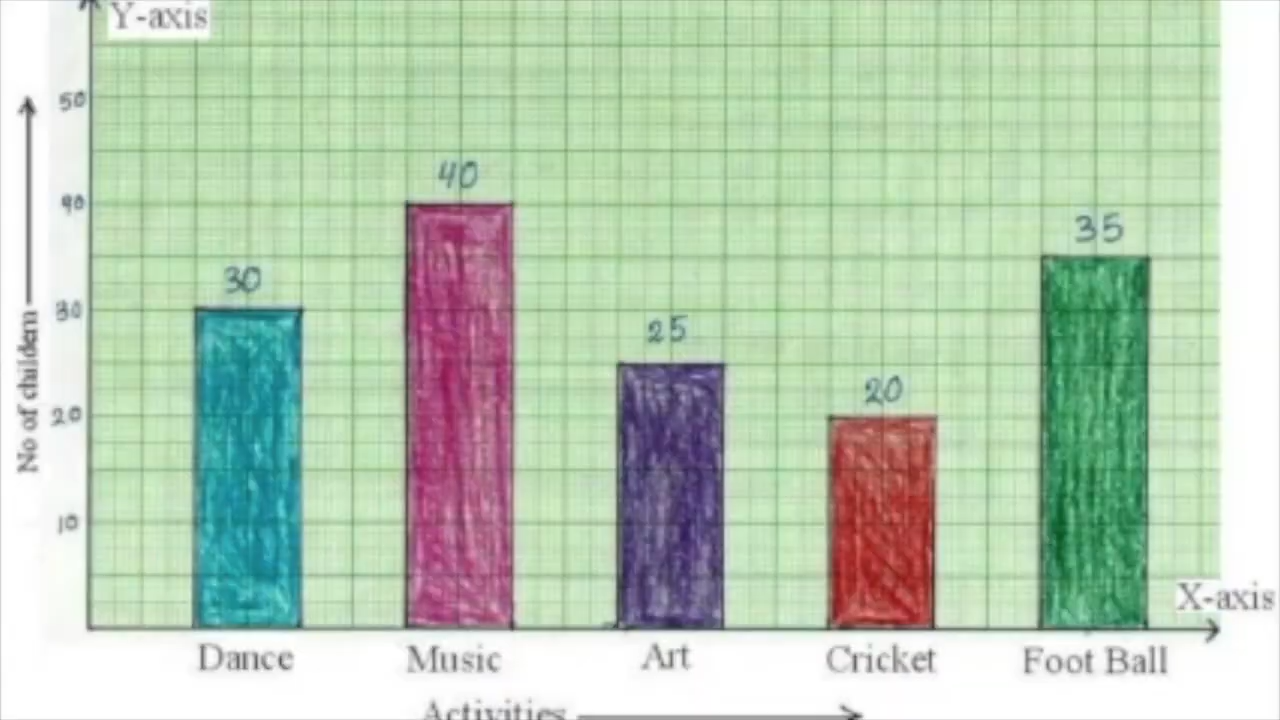 Y-axis
50
40
30
20
10
No of childern
30
40
25
20
35
X-axis
Dance Music Art Cricket Foot Ball
Activities